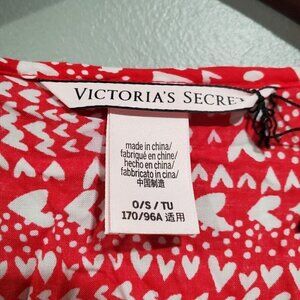 VICTORIA'S SECRE
made in china/
fabriqué en chine/
hecho en china/
fabbricato in cina/
中国制造
O/S / TU
170/96A 适用